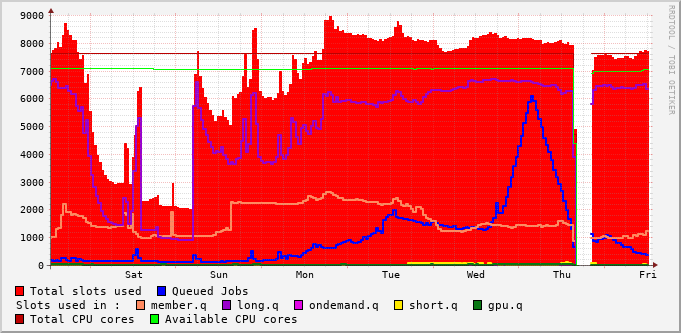 9000
8000
7000
6000
5000
4000
3000
2000
1000
0
Sat Sun Mon Tue Wed Thu Fri
RRDTOOL / TOBI OETIKER
Total slots used Queued Jobs
Slots used in : member.q long.q ondemand.q short.q gpu.q
Total CPU cores Available CPU cores